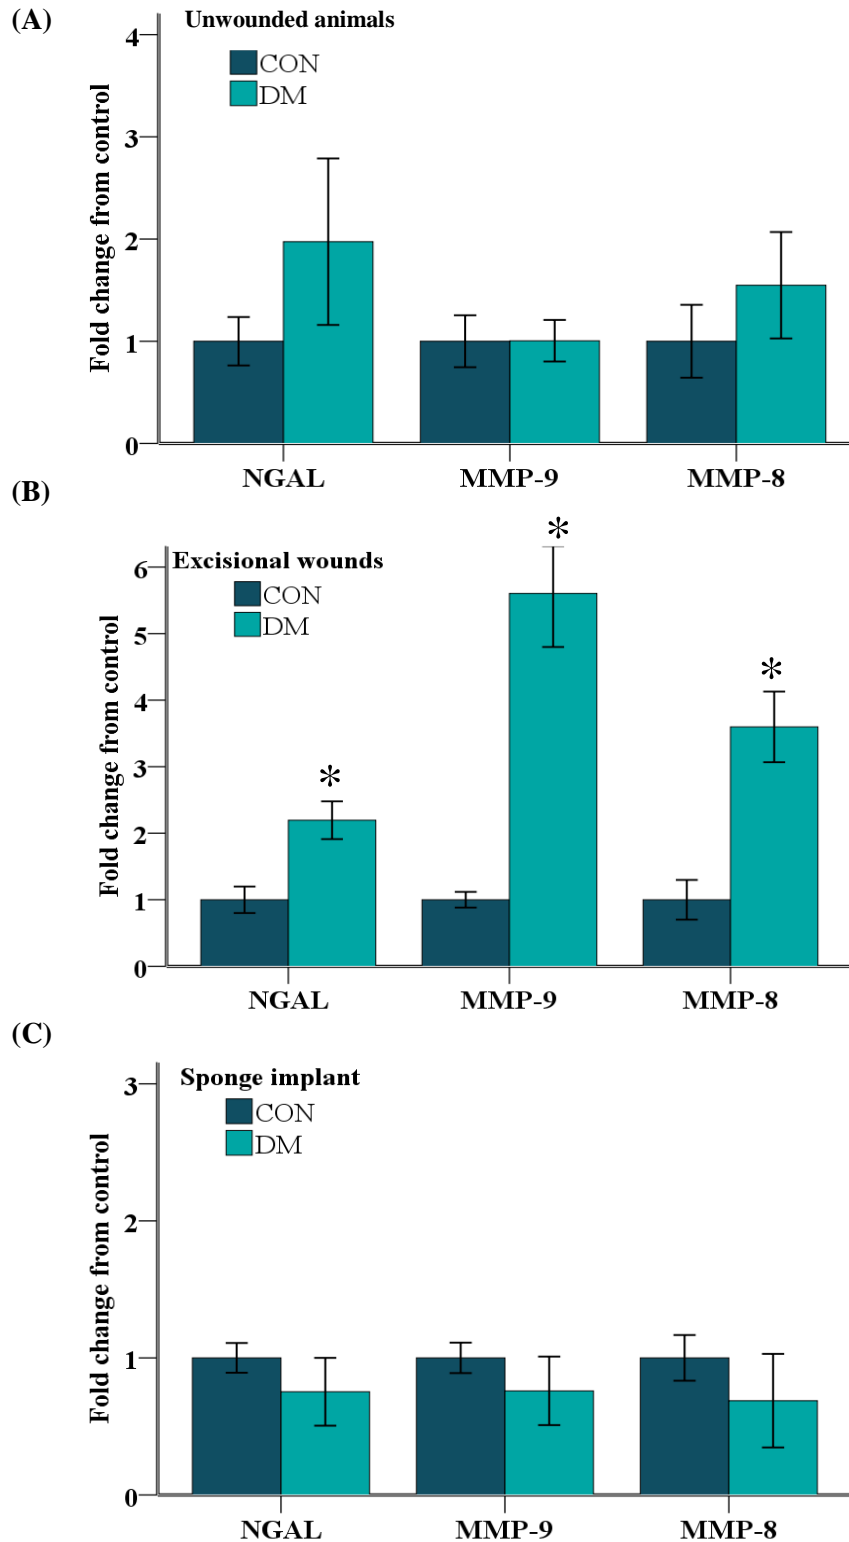 (A)
Unwounded animals
CON
DM
Fold change from control
4
3
2
1
0
NGAL MMP-9 MMP-8
(B)
*
Excisional wounds
CON
DM
*
*
Fold change from control
6
5
4
3
2
1
0
NGAL MMP-9 MMP-8
(C)
Sponge implant
CON
DM
Fold change from control
3
2
1
0
NGAL MMP-9 MMP-8